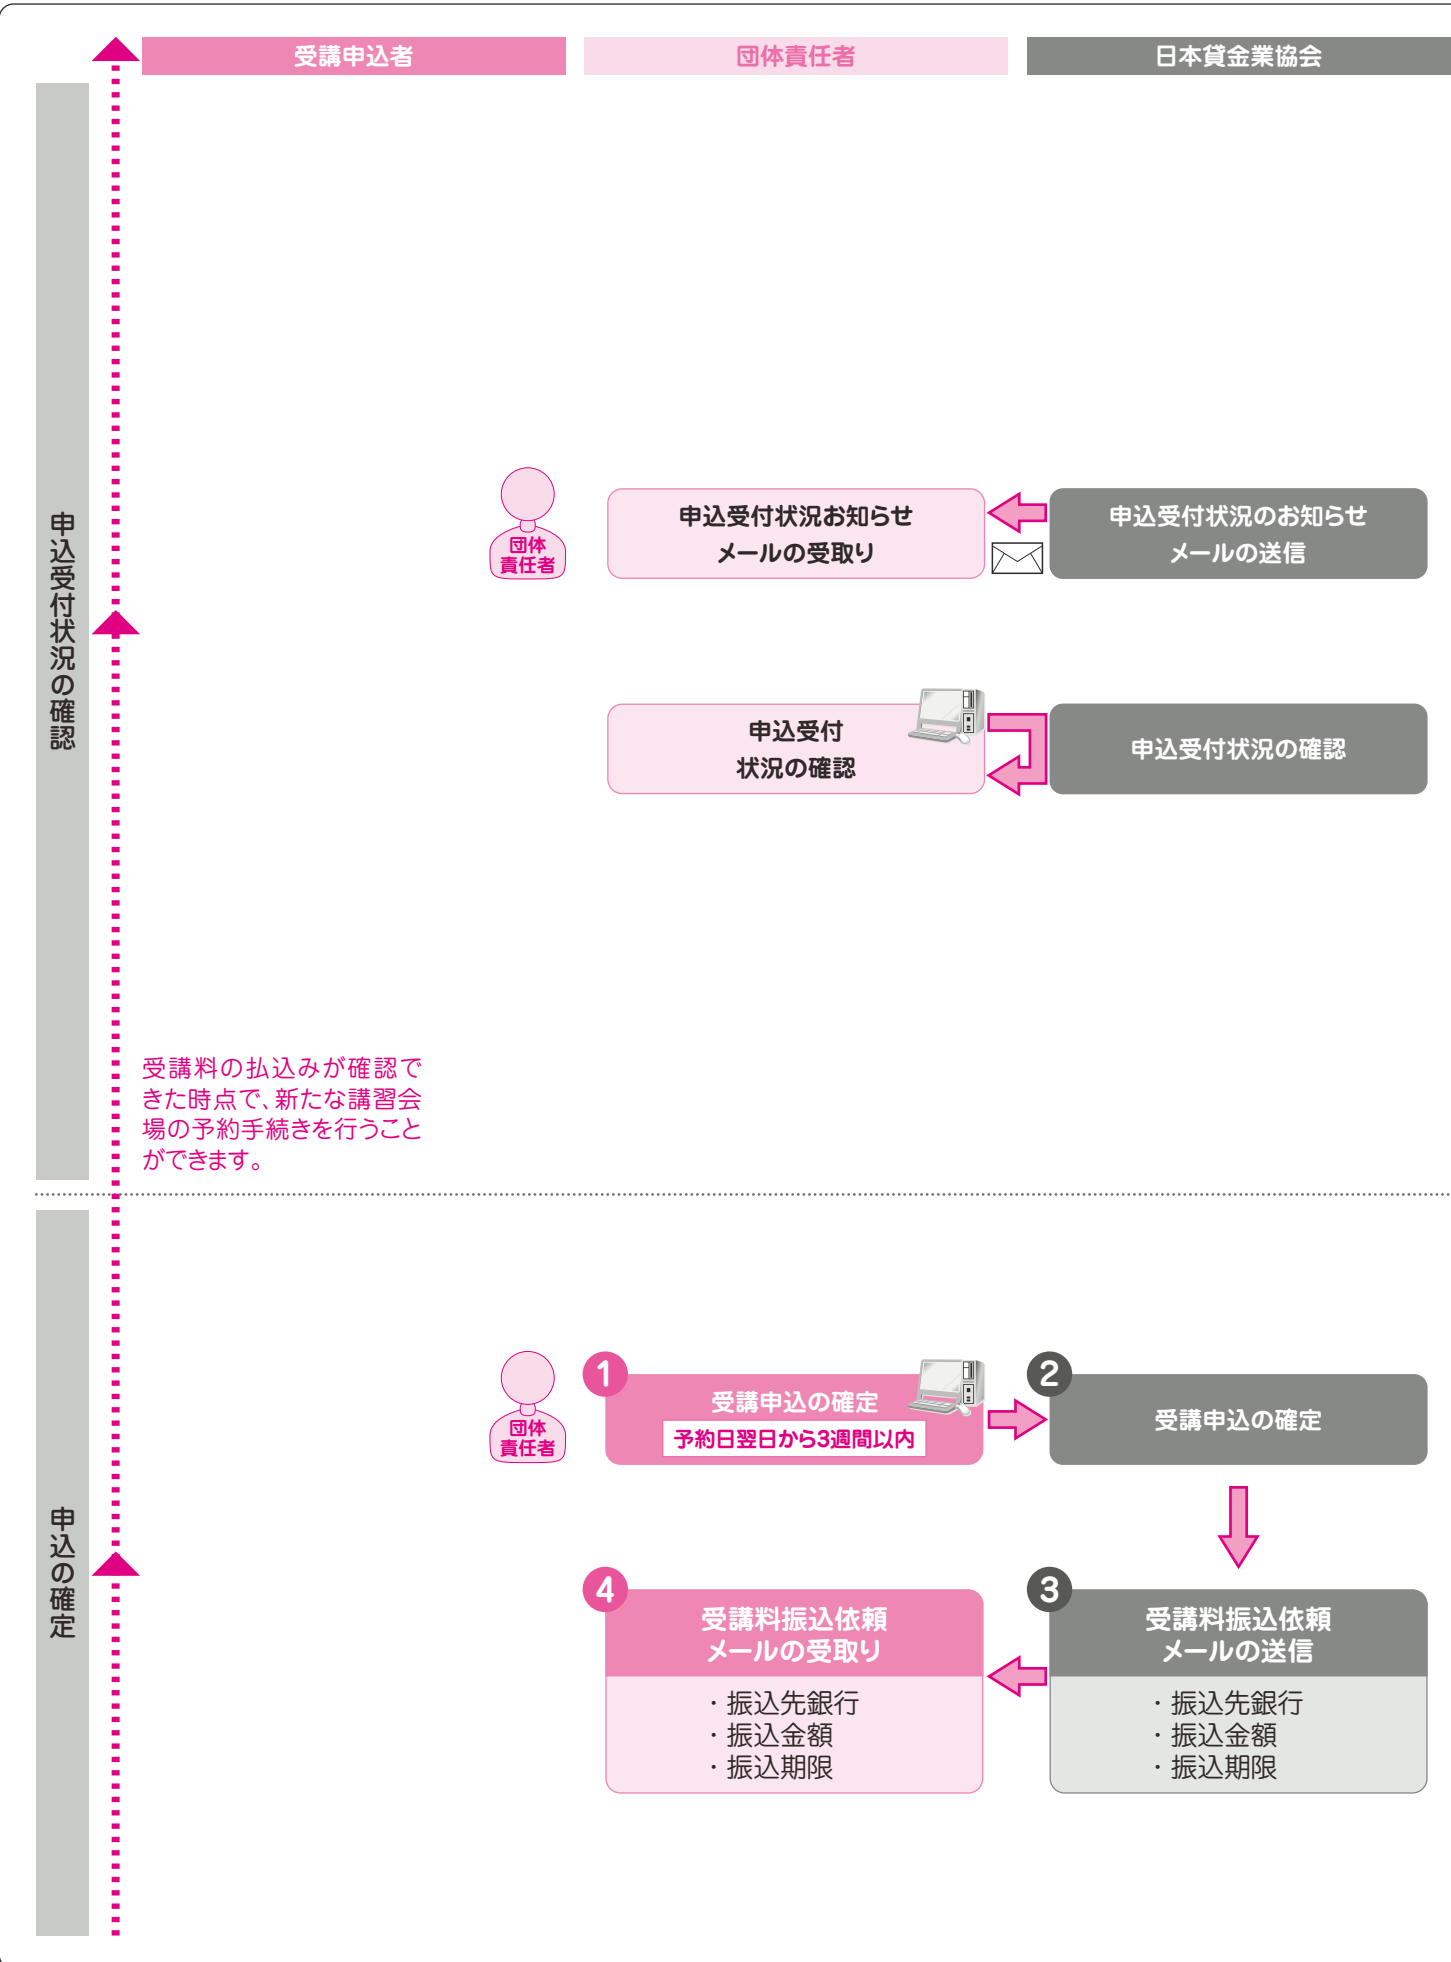 受講申込者
団体責任者
日本貸金業協会
申込受付状況の確認
団体
責任者
申込受付状況お知らせ
メールの受取り
申込受付状況のお知らせ
メールの送信
申込受付
状況の確認
申込受付状況の確認
受講料の払込みが確認で
きた時点で、新たな講習会
場の予約手続きを行うこと
ができます。
申込の確定
団体
責任者
1
受講申込の確定
予約日翌日から3週間以内
2
受講申込の確定
4
受講料振込依頼
メールの受取り
・振込先銀行
・振込金額
・振込期限
3
受講料振込依頼
メールの送信
・振込先銀行
・振込金額
・振込期限